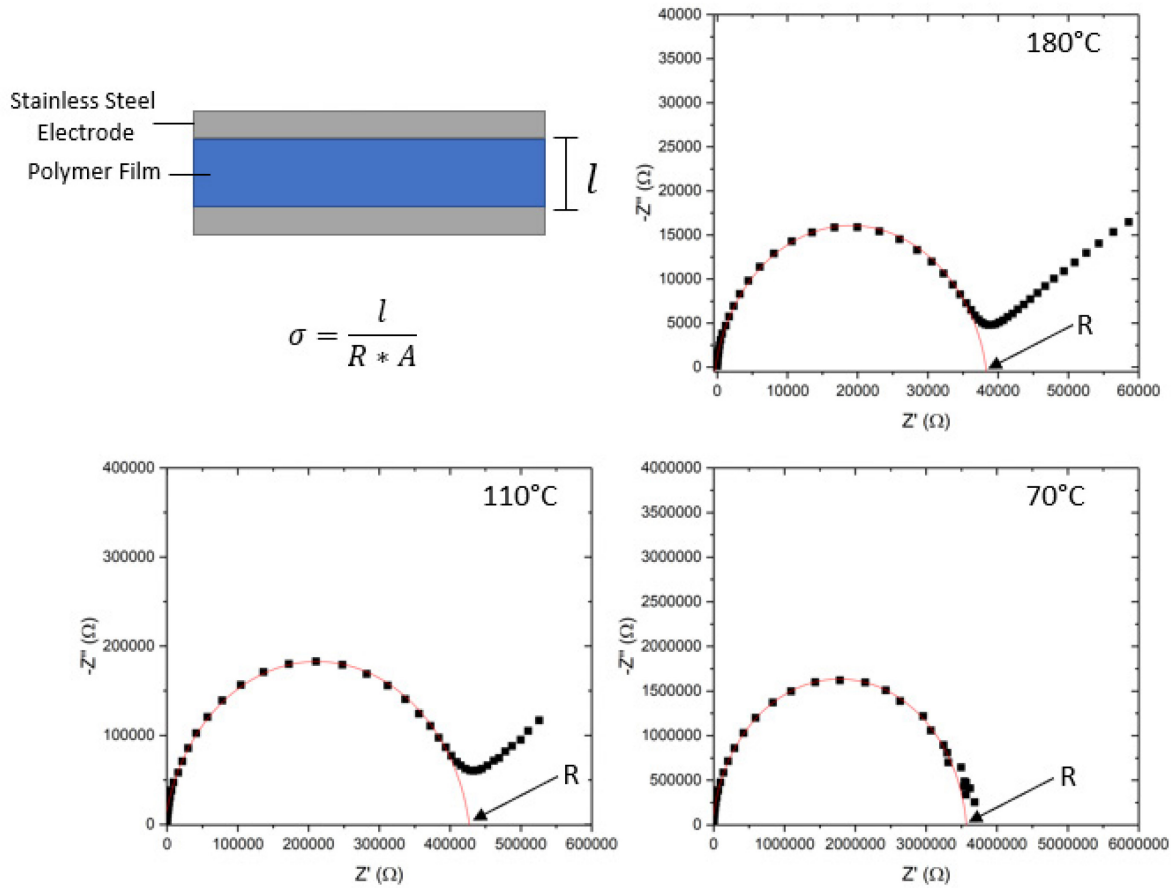 Stainless Steel
Electrode
Polymer Film
l
σ = l / R * A
180°C
-Z'' (Ω)
40000
35000
30000
25000
20000
15000
10000
5000
0
R
0 10000 20000 30000 40000 50000 60000
Z' (Ω)
110°C
-Z'' (Ω)
400000
300000
200000
100000
0
R
0 100000 200000 300000 400000 500000 600000
Z' (Ω)
70°C
-Z'' (Ω)
4000000
3500000
3000000
2500000
2000000
1500000
1000000
500000
0
R
0 1000000 2000000 3000000 4000000 5000000 6000000
Z' (Ω)